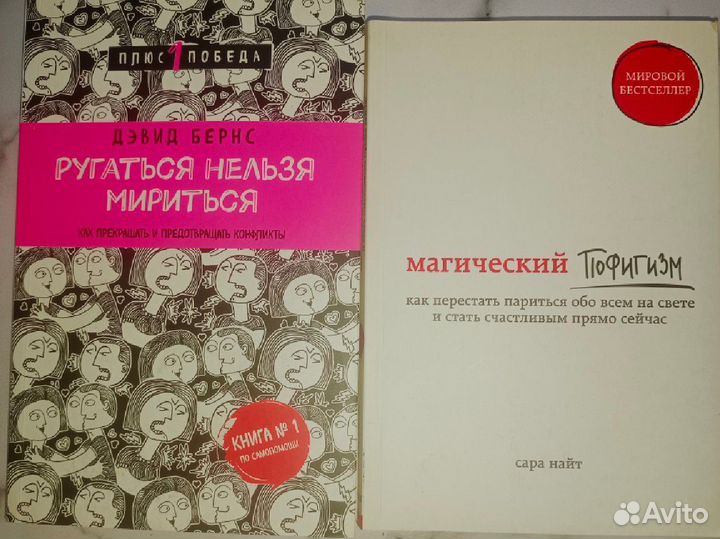 ПЛЮС 1 ПОБЕДА
ДЭВИД БЕРНС
РУГАТЬСЯ НЕЛЬЗЯ
МИРИТЬСЯ
КАК ПРЕКРАЩАТЬ И ПРЕДОТВРАЩАТЬ КОНФЛИКТЫ
КНИГА № 1
ПО САМОПОМОЩИ
МИРОВОЙ
БЕСТСЕЛЛЕР
магический ПОФИГИЗМ
как перестать париться обо всем на свете
и стать счастливым прямо сейчас
сара найт
Avito